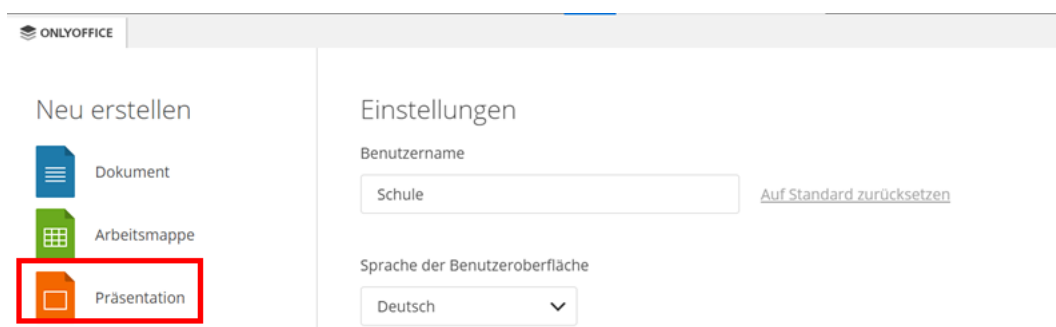 ONLYOFFICE
Neu erstellen
Dokument
Arbeitsmappe
Präsentation
Einstellungen
Benutzername
Schule
Auf Standard zurücksetzen
Sprache der Benutzeroberfläche
Deutsch